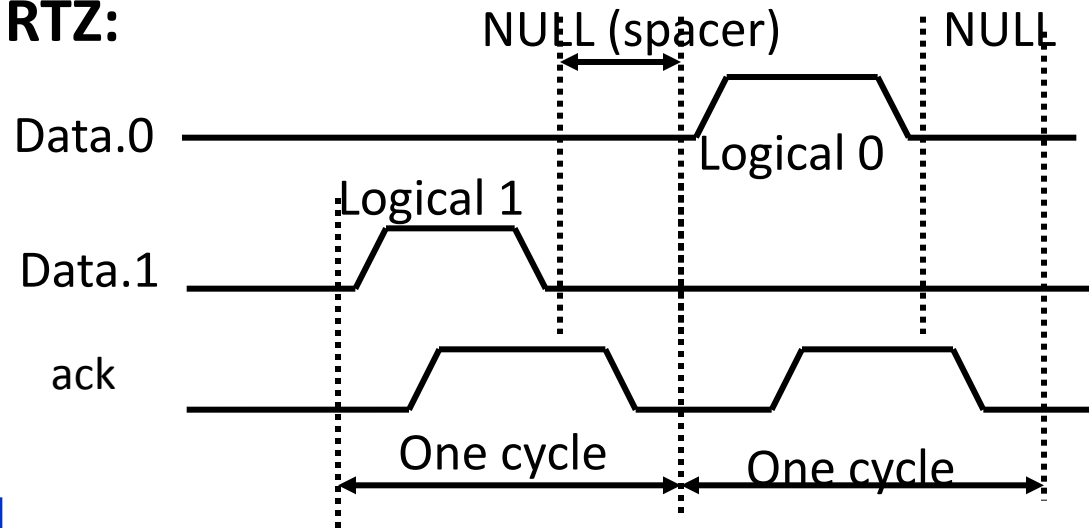 RTZ:
NULL (spacer)
NULL
Data.0
Logical 0
Logical 1
Data.1
ack
One cycle
One cycle